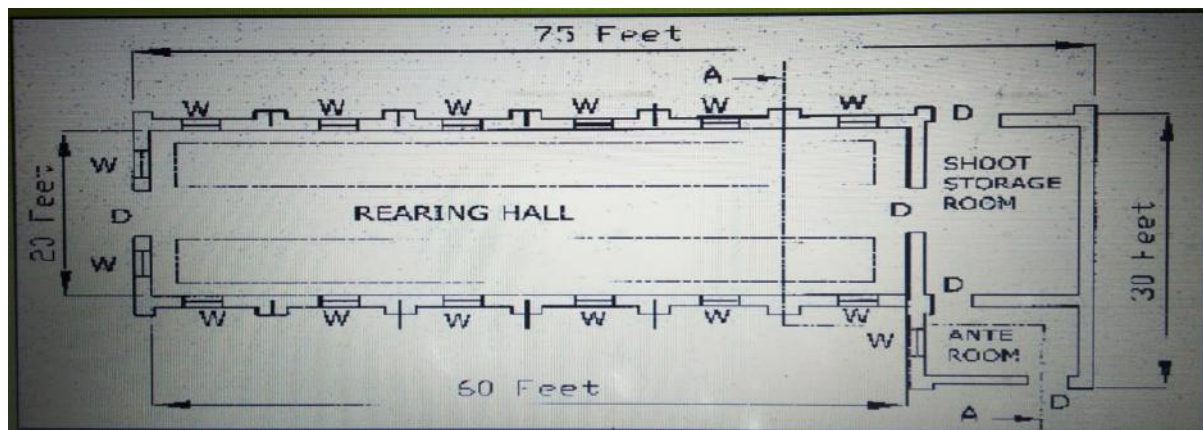 75 Feet
A
W W W W W W
D
W
SHOOT
STORAGE
ROOM
20 Feet
D
REARING HALL
D
30 Feet
W
D
W W W W W W
W
ANTE
ROOM
60 Feet
A
D